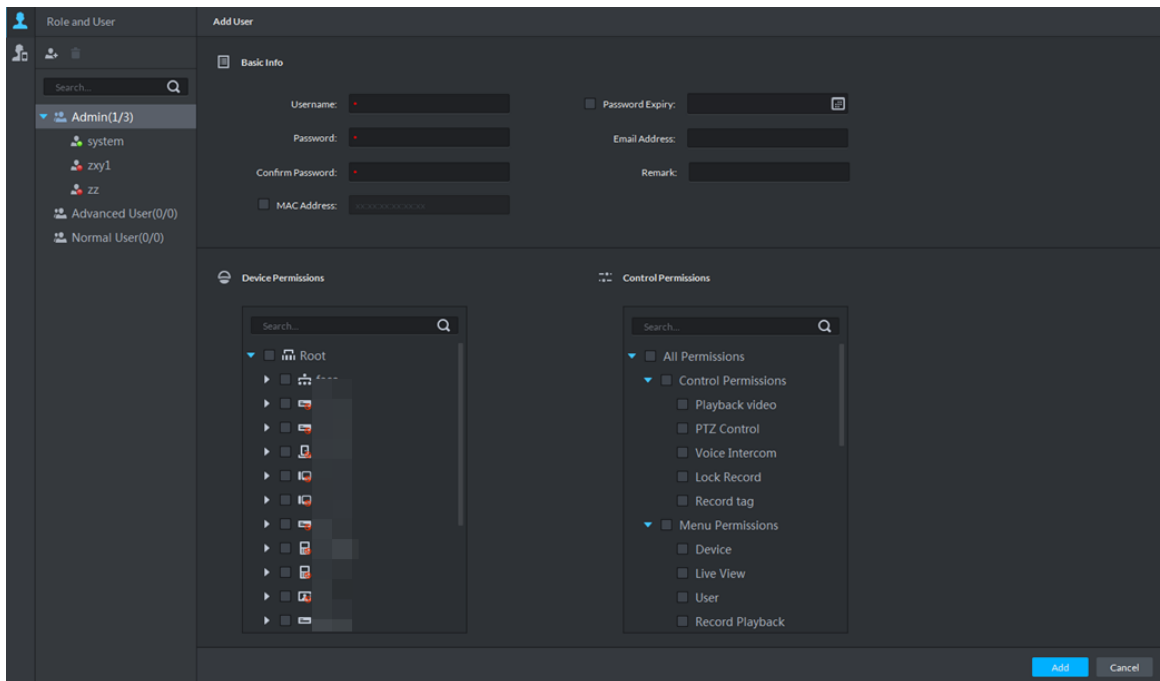 Role and User
Add User
Search...
Admin(1/3)
system
zxy1
zz
Advanced User(0/0)
Normal User(0/0)
Basic Info
Username: *
Password: *
Confirm Password: *
MAC Address:
Password Expiry:
Email Address:
Remark:
Device Permissions
Search...
Root
Control Permissions
Search...
All Permissions
Control Permissions
Playback video
PTZ Control
Voice Intercom
Lock Record
Record tag
Menu Permissions
Device
Live View
User
Record Playback
Add
Cancel